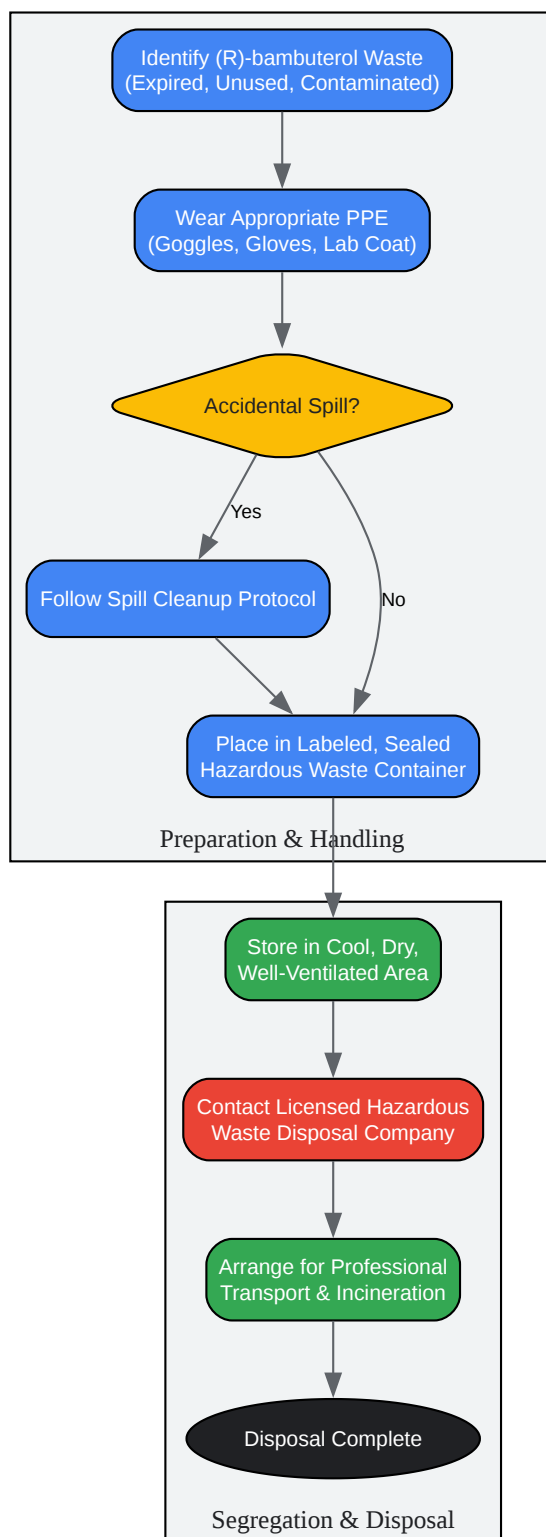 Identify (R)-bambuterol Waste
(Expired, Unused, Contaminated)
Wear Appropriate PPE
(Goggles, Gloves, Lab Coat)
Accidental Spill?
Yes
Follow Spill Cleanup Protocol
No
Place in Labeled, Sealed
Hazardous Waste Container
Preparation & Handling
Store in Cool, Dry,
Well-Ventilated Area
Contact Licensed Hazardous
Waste Disposal Company
Arrange for Professional
Transport & Incineration
Disposal Complete
Segregation & Disposal